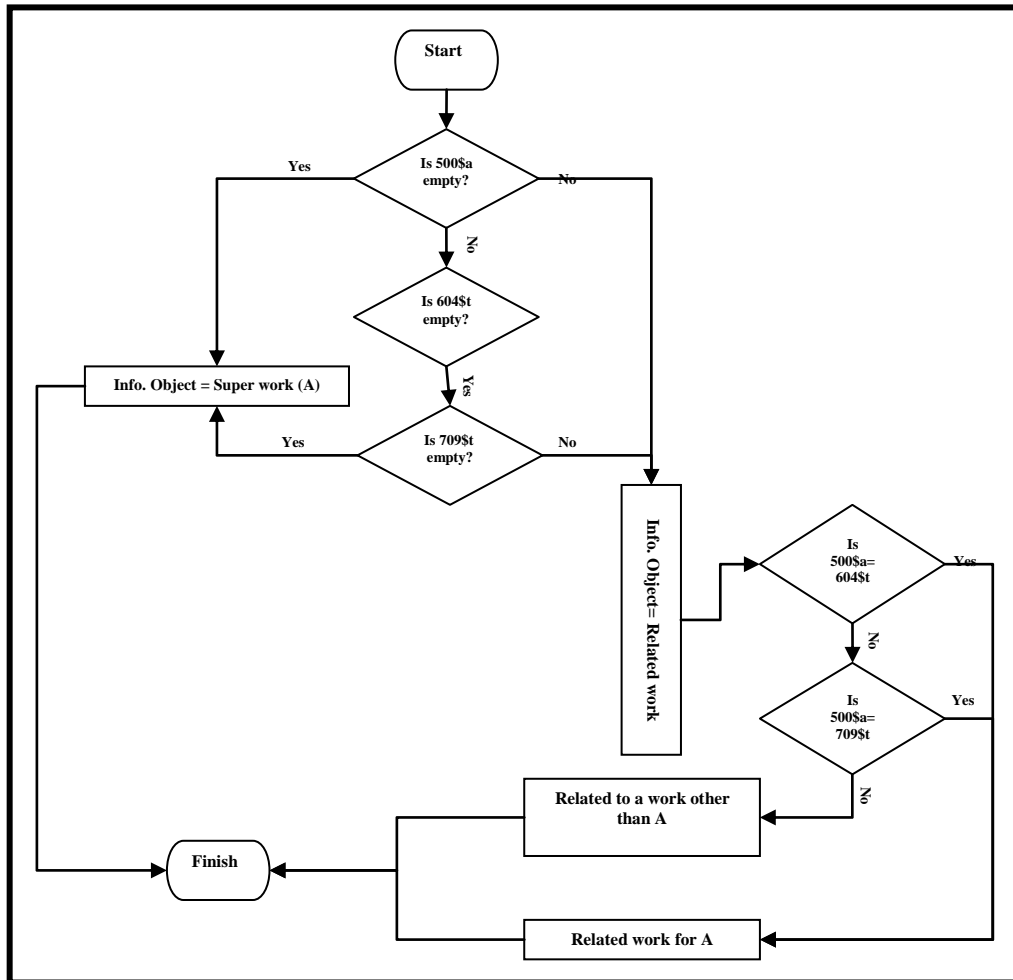 Start
Is 500$a
empty?
Yes
No
No
Is 604$t
empty?
Yes
Info. Object = Super work (A)
Is 709$t
empty?
Yes
No
Info. Object= Related work
Is
500$a=
604$t
Yes
No
Is
500$a=
709$t
Yes
No
Related to a work other
than A
Finish
Related work for A